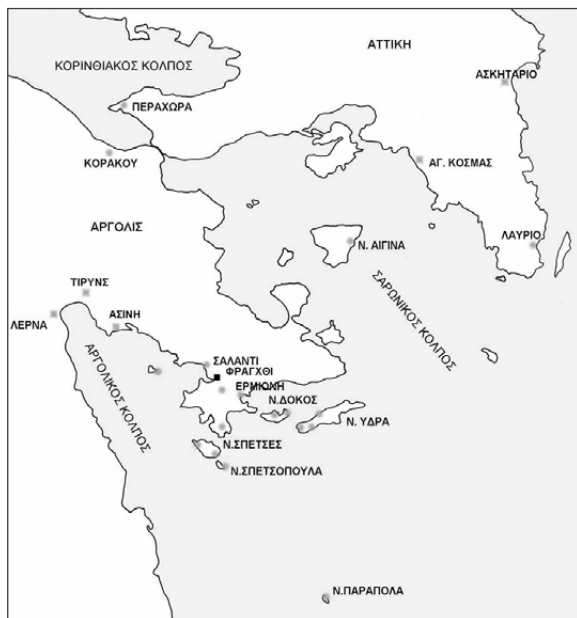 ΑΤΤΙΚΗ
ΚΟΡΙΝΘΙΑΚΟΣ ΚΟΛΠΟΣ
ΑΣΚΗΤΑΡΙΟ
ΠΕΡΑΧΩΡΑ
ΚΟΡΑΚΟΥ
ΑΓ. ΚΟΣΜΑΣ
ΑΡΓΟΛΙΣ
ΛΑΥΡΙΟ
Ν. ΑΙΓΙΝΑ
ΣΑΡΩΝΙΚΟΣ ΚΟΛΠΟΣ
ΤΙΡΥΝΣ
ΛΕΡΝΑ
ΑΣΙΝΗ
ΑΡΓΟΛΙΚΟΣ ΚΟΛΠΟΣ
ΣΑΛΑΝΤΙ
ΦΡΑΓΧΘΙ
ΕΡΜΙΟΝΗ
Ν.ΔΟΚΟΣ
Ν. ΥΔΡΑ
Ν.ΣΠΕΤΣΕΣ
Ν.ΣΠΕΤΣΟΠΟΥΛΑ
Ν.ΠΑΡΑΠΟΛΑ